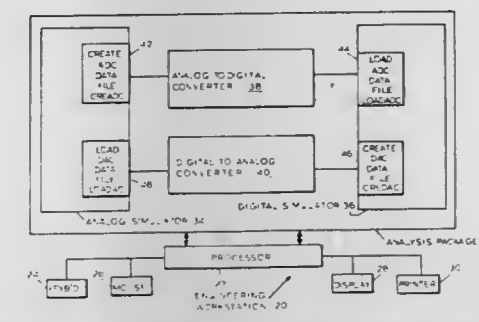 CREATE
ADC
DATA
FILE
CREADC
42
ANALOG TO DIGITAL
CONVERTER 38
44
LOAD
ADC
DATA
FILE
LOADADC
LOAD
DAC
DATA
FILE
48
DIGITAL TO ANALOG
CONVERTER 40
46
CREATE
DAC
DATA
FILE
ANALOG SIMULATOR 34
DIGITAL SIMULATOR 36
ANALYSIS PACKAGE
PROCESSOR
22
24
26
DISPLAY
28
PRINTER
30
ENGINEERING
WORKSTATION 20